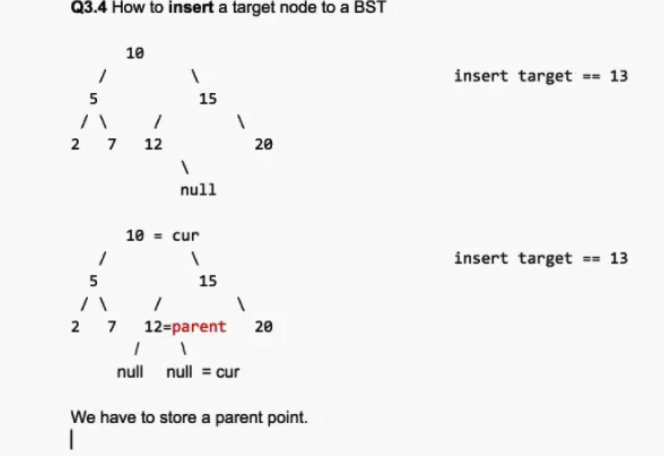 Q3.4 How to insert a target node to a BST
10
/ \ insert target == 13
5 15
/ \ / \
2 7 12 20
\
null
10 = cur
/ \ insert target == 13
5 15
/ \ / \
2 7 12=parent 20
/ \
null null = cur
We have to store a parent point.